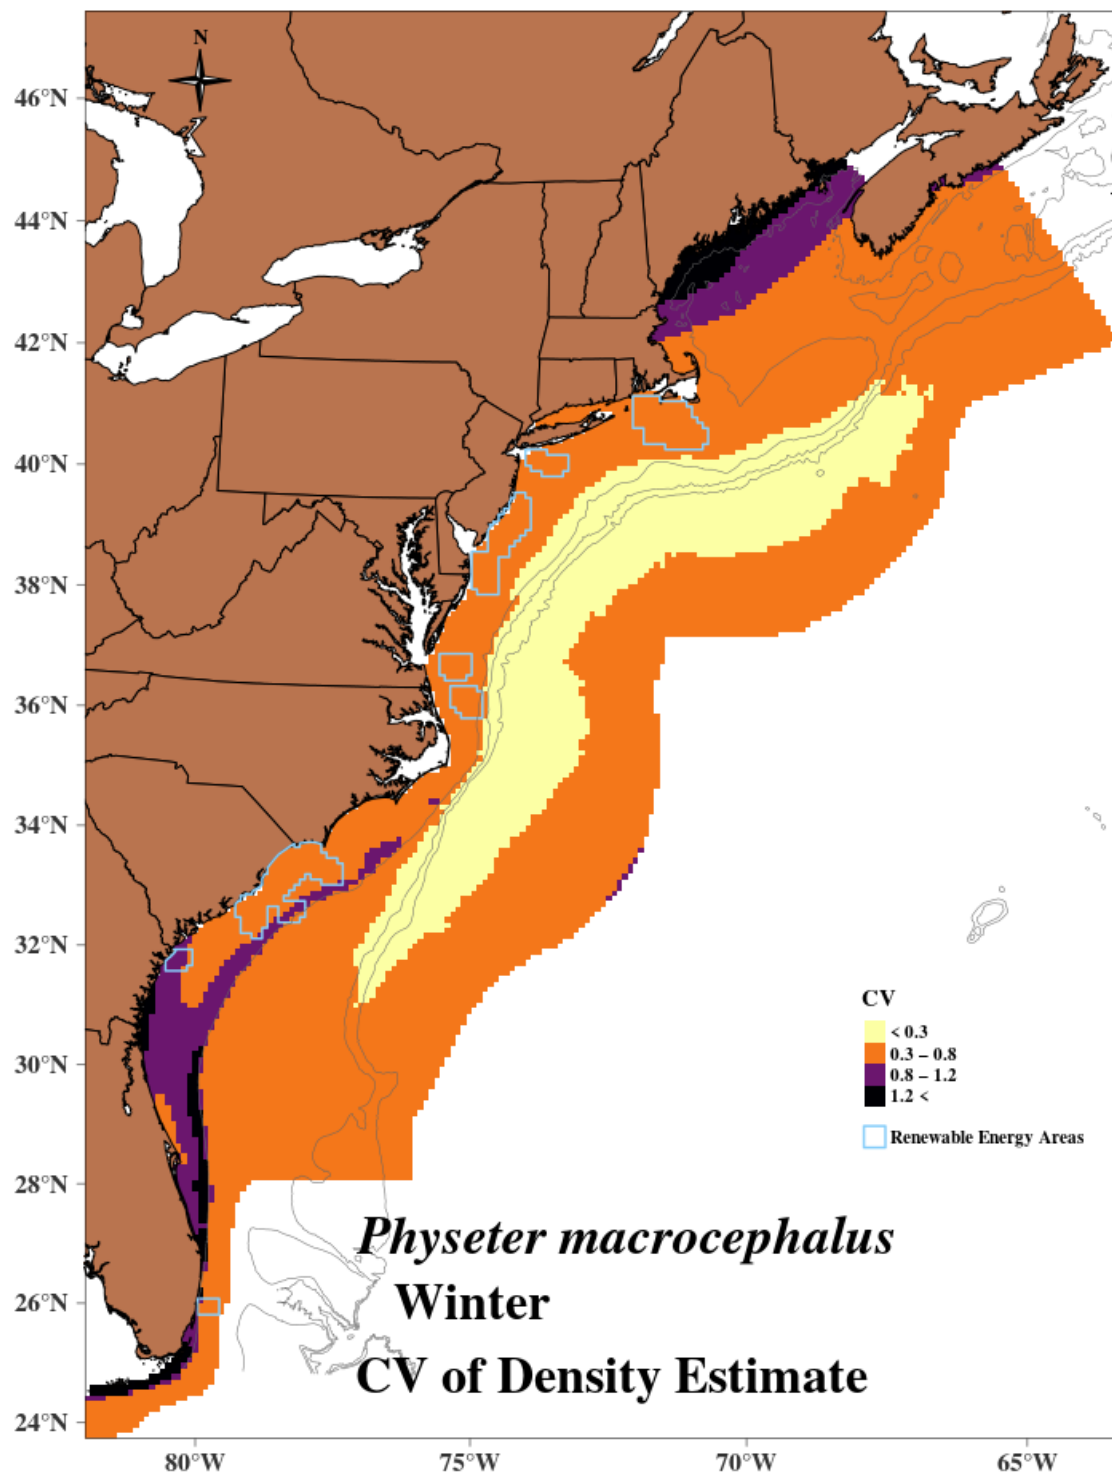 N
46°N
44°N
42°N
40°N
38°N
36°N
34°N
32°N
30°N
28°N
26°N
24°N
CV
< 0.3
0.3 – 0.8
0.8 – 1.2
1.2 <
Renewable Energy Areas
Physeter macrocephalus
Winter
CV of Density Estimate
80°W 75°W 70°W 65°W